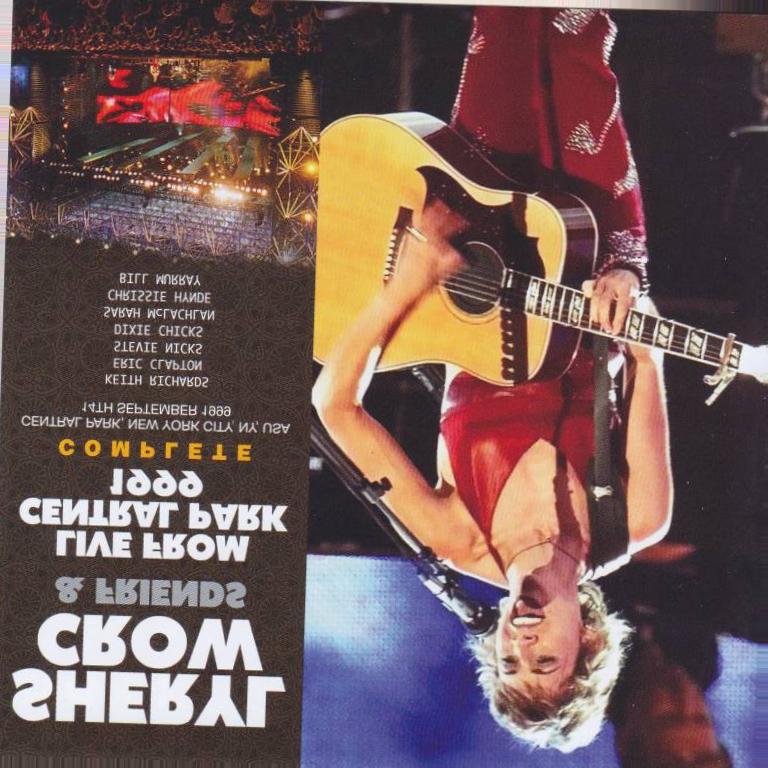 SHERYL
CROW
& FRIENDS
LIVE FROM
CENTRAL PARK
1999
COMPLETE
CENTRAL PARK, NEW YORK CITY, NY, USA
14TH SEPTEMBER 1999
KEITH RICHARDS
ERIC CLAPTON
STEVIE NICKS
DIXIE CHICKS
SARAH McLACHLAN
CHRISSIE HYNDE
BILL MURRAY